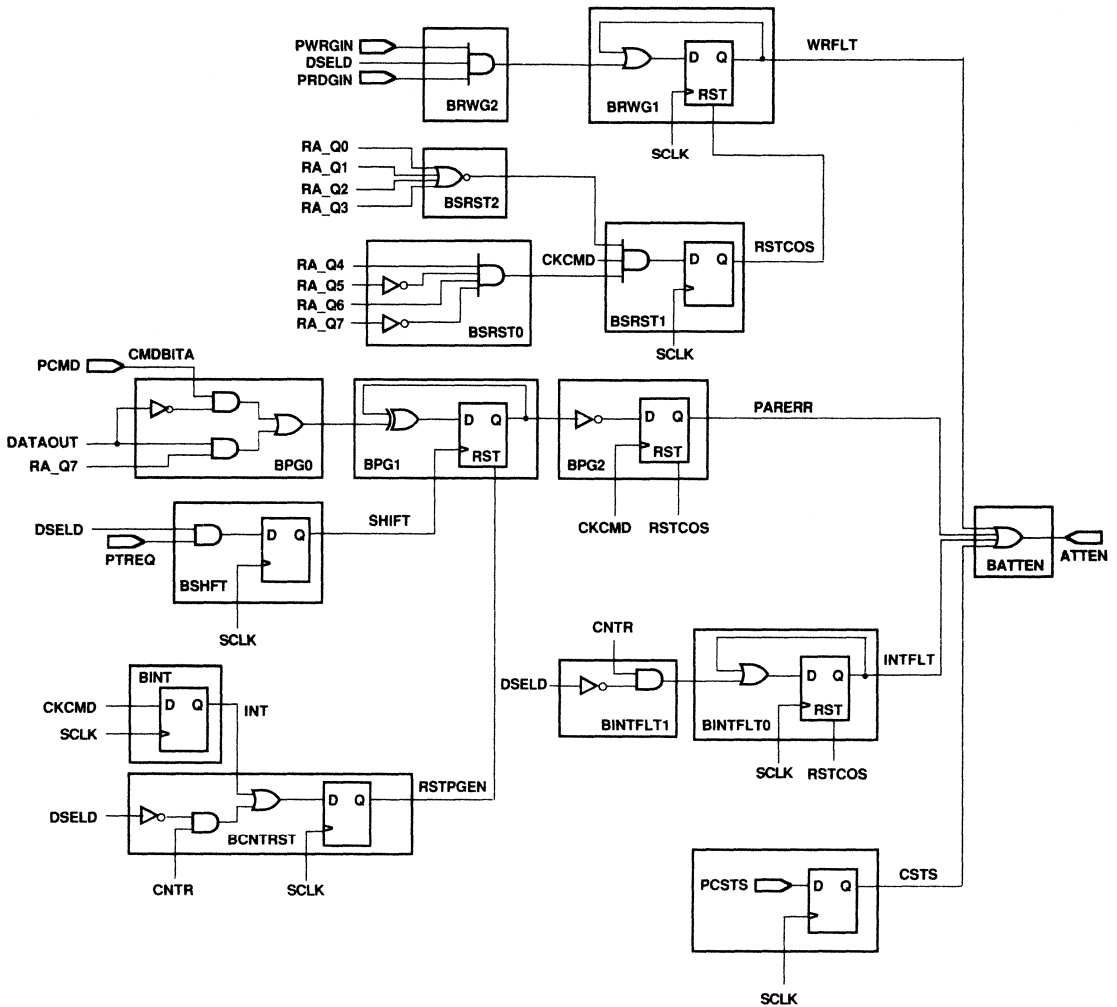 PWRGIN
DSELD
PRDGIN
BRWG2
D Q
RST
BRWG1
WRFLT
SCLK
RA_Q0
RA_Q1
RA_Q2
RA_Q3
BSRST2
RA_Q4
RA_Q5
RA_Q6
RA_Q7
BSRST0
CKCMD
D Q
BSRST1
RSTCOS
SCLK
PCMD
CMDBITA
DATAOUT
RA_Q7
BPG0
D Q
RST
BPG1
D Q
RST
BPG2
PARERR
CKCMD
RSTCOS
DSELD
PTREQ
D Q
BSHFT
SHIFT
SCLK
BATTEN
ATTEN
CNTR
DSELD
BINTFLT1
D Q
RST
BINTFLT0
INTFLT
SCLK
RSTCOS
BINT
CKCMD
D Q
INT
SCLK
RSTPGEN
DSELD
D Q
BCNTRST
CNTR
SCLK
PCSTS
D Q
CSTS
SCLK